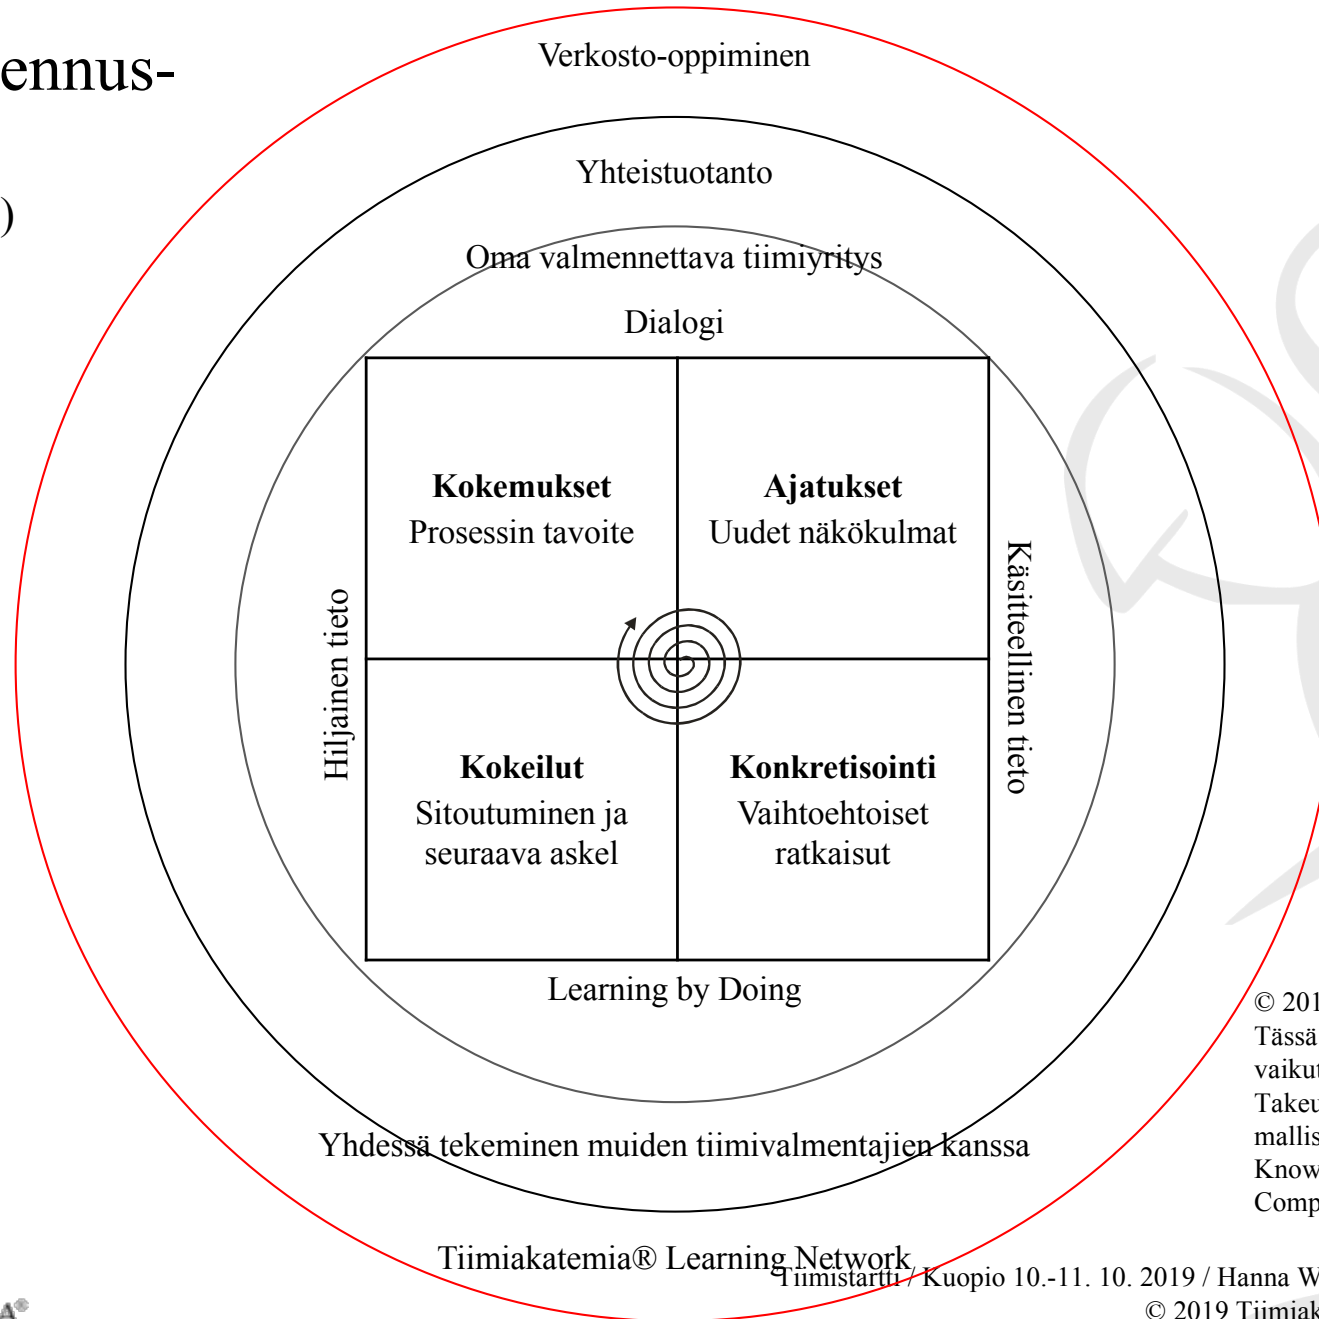 ennus-
)
Verkosto-oppiminen
Yhteistuotanto
Oma valmennettava tiimiyritys
Dialogi
Kokemukset
Prosessin tavoite
Ajatukset
Uudet näkökulmat
Hiljainen tieto
Käsitteellinen tieto
Kokeilut
Sitoutuminen ja
seuraava askel
Konkretisointi
Vaihtoehtoiset
ratkaisut
Learning by Doing
Yhdessä tekeminen muiden tiimivalmentajien kanssa
Tiimiakatemia® Learning Network
© 201
Tässä
vaikut
Takeu
mallis
Know
Comp
Tiimistartti / Kuopio 10.-11. 10. 2019 / Hanna W
© 2019 Tiimiak
A®